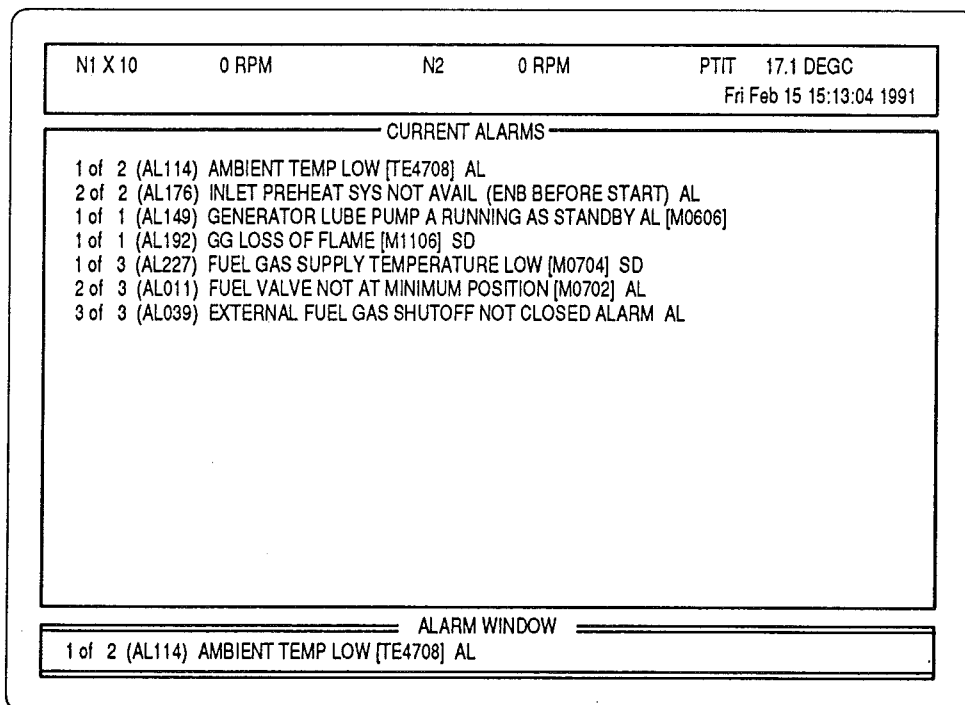 N1 X 10 0 RPM N2 0 RPM PTIT 17.1 DEGC
Fri Feb 15 15:13:04 1991
CURRENT ALARMS
1 of 2 (AL114) AMBIENT TEMP LOW [TE4708] AL
2 of 2 (AL176) INLET PREHEAT SYS NOT AVAIL (ENB BEFORE START) AL
1 of 1 (AL149) GENERATOR LUBE PUMP A RUNNING AS STANDBY AL [M0606]
1 of 1 (AL192) GG LOSS OF FLAME [M1106] SD
1 of 3 (AL227) FUEL GAS SUPPLY TEMPERATURE LOW [M0704] SD
2 of 3 (AL011) FUEL VALVE NOT AT MINIMUM POSITION [M0702] AL
3 of 3 (AL039) EXTERNAL FUEL GAS SHUTOFF NOT CLOSED ALARM AL
ALARM WINDOW
1 of 2 (AL114) AMBIENT TEMP LOW [TE4708] AL